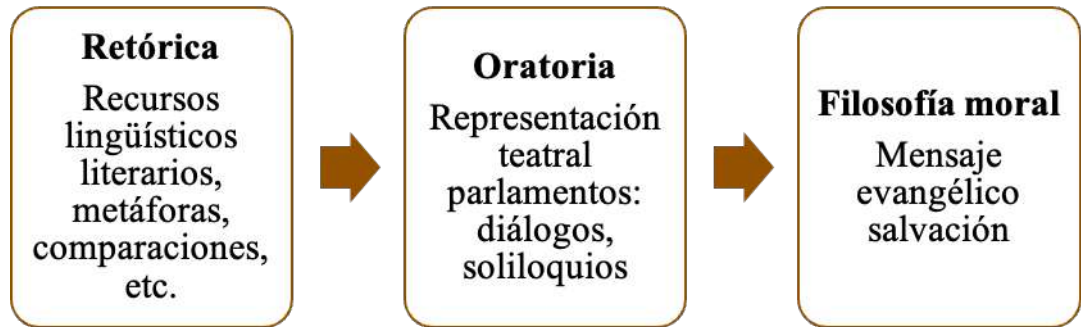 Retórica
Recursos
lingüísticos
literarios,
metáforas,
comparaciones,
etc.
Oratoria
Representación
teatral
parlamentos:
diálogos,
soliloquios
Filosofía moral
Mensaje
evangélico
salvación